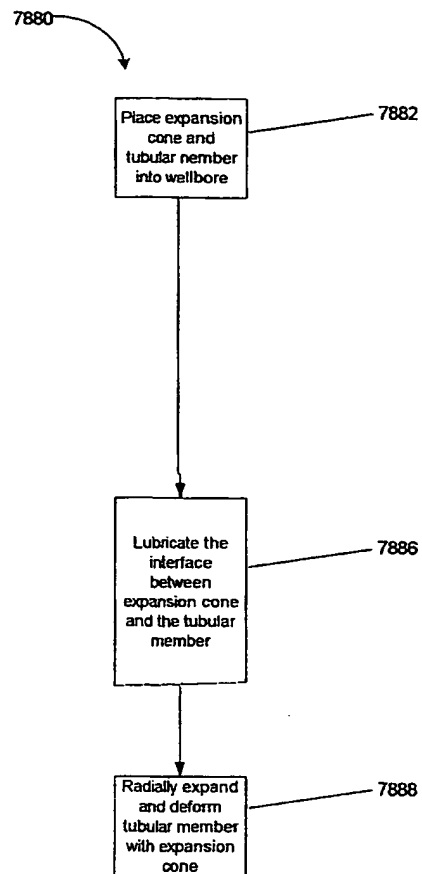 7880
Place expansion
cone and
tubular nember
into wellbore
7882
Lubricate the
interface
between
expansion cone
and the tubular
member
7886
Radially expand
and deform
tubular member
with expansion
cone
7888